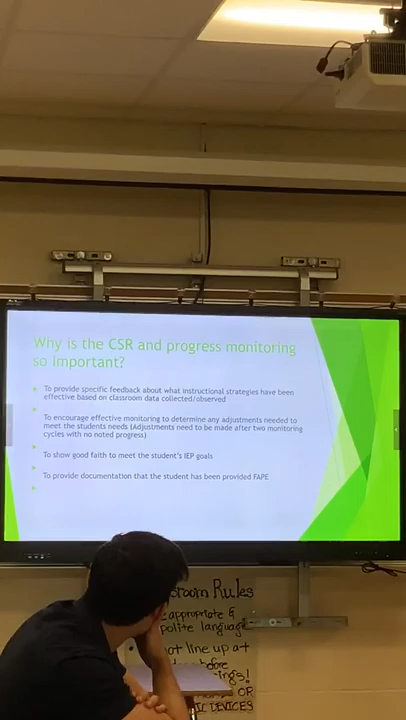 Why is the CSR and progress monitoring
so important?
To provide specific feedback about what instructional strategies have been
effective based on classroom data collected/observed
To encourage effective monitoring to determine any adjustments needed to
meet the students needs (Adjustments need to be made after two monitoring
cycles with no noted progress)
To show good faith to meet the student's IEP goals
To provide documentation that the student has been provided FAPE
Rules
appropriate &
polite language
line up at
before
OR
DEVICES